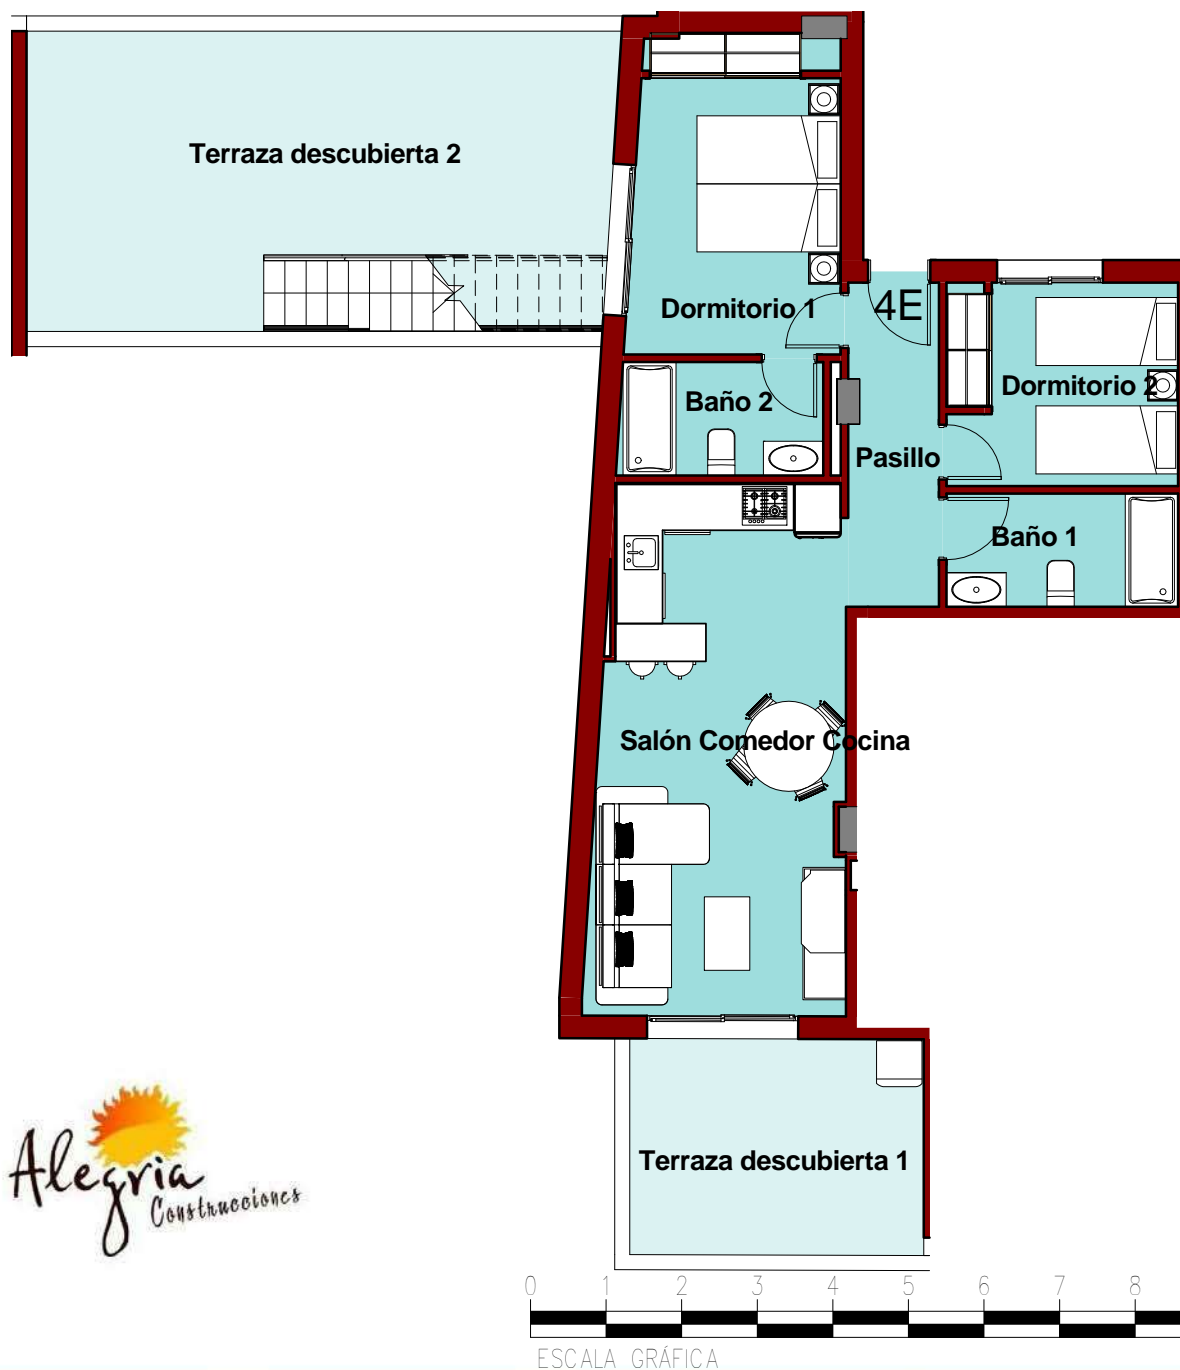 Terraza descubierta 2
Dormitorio 1
4E
Dormitorio 2
Baño 2
Pasillo
Baño 1
Salón Comedor Cocina
Terraza descubierta 1
Alegria
Construcciones
0 1 2 3 4 5 6 7 8
ESCALA GRÁFICA